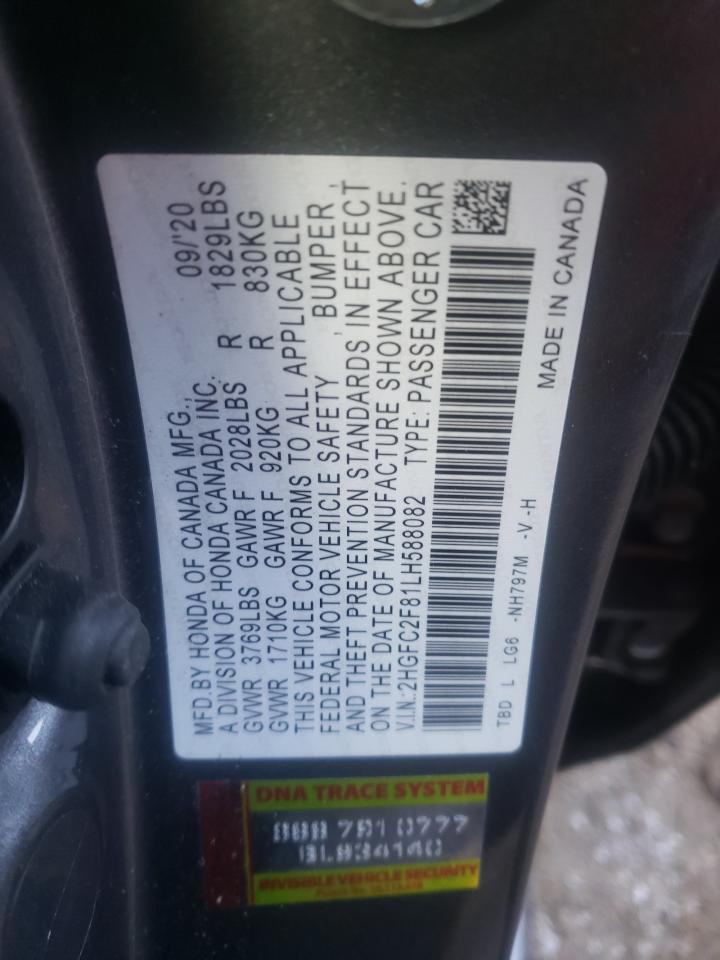 MFD.BY HONDA OF CANADA MFG., 09/'20
A DIVISION OF HONDA CANADA INC.
GVWR 3769LBS GAWR F 2028LBS R 1829LBS
GVWR 1710KG GAWR F 920KG R 830KG
THIS VEHICLE CONFORMS TO ALL APPLICABLE
FEDERAL MOTOR VEHICLE SAFETY , BUMPER ,
AND THEFT PREVENTION STANDARDS IN EFFECT
ON THE DATE OF MANUFACTURE SHOWN ABOVE.
V.I.N.:2HGFC2F81LH588082 TYPE: PASSENGER CAR
TBD L LG6 -NH797M -V -H
MADE IN CANADA
DNA TRACE SYSTEM
INVISIBLE VEHICLE SECURITY